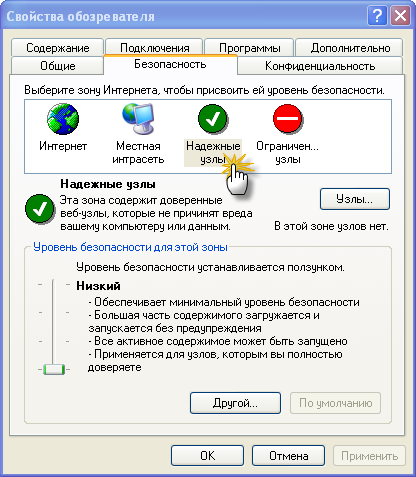 Свойства обозревателя
Содержание Подключения Программы Дополнительно
Общие Безопасность Конфиденциальность
Выберите зону Интернета, чтобы присвоить ей уровень безопасности.
Интернет Местная интрасеть Надежные узлы Ограничен... узлы
Надежные узлы
Эта зона содержит доверенные
веб-узлы, которые не причинят вреда
вашему компьютеру или данным.
Узлы...
В этой зоне узлов нет.
Уровень безопасности для этой зоны
Уровень безопасности устанавливается ползунком.
Низкий
- Обеспечивает минимальный уровень безопасности
- Большая часть содержимого загружается и
запускается без предупреждения
- Все активное содержимое может быть запущено
- Применяется для узлов, которым вы полностью
доверяете
Другой... По умолчанию
OK Отмена Применить